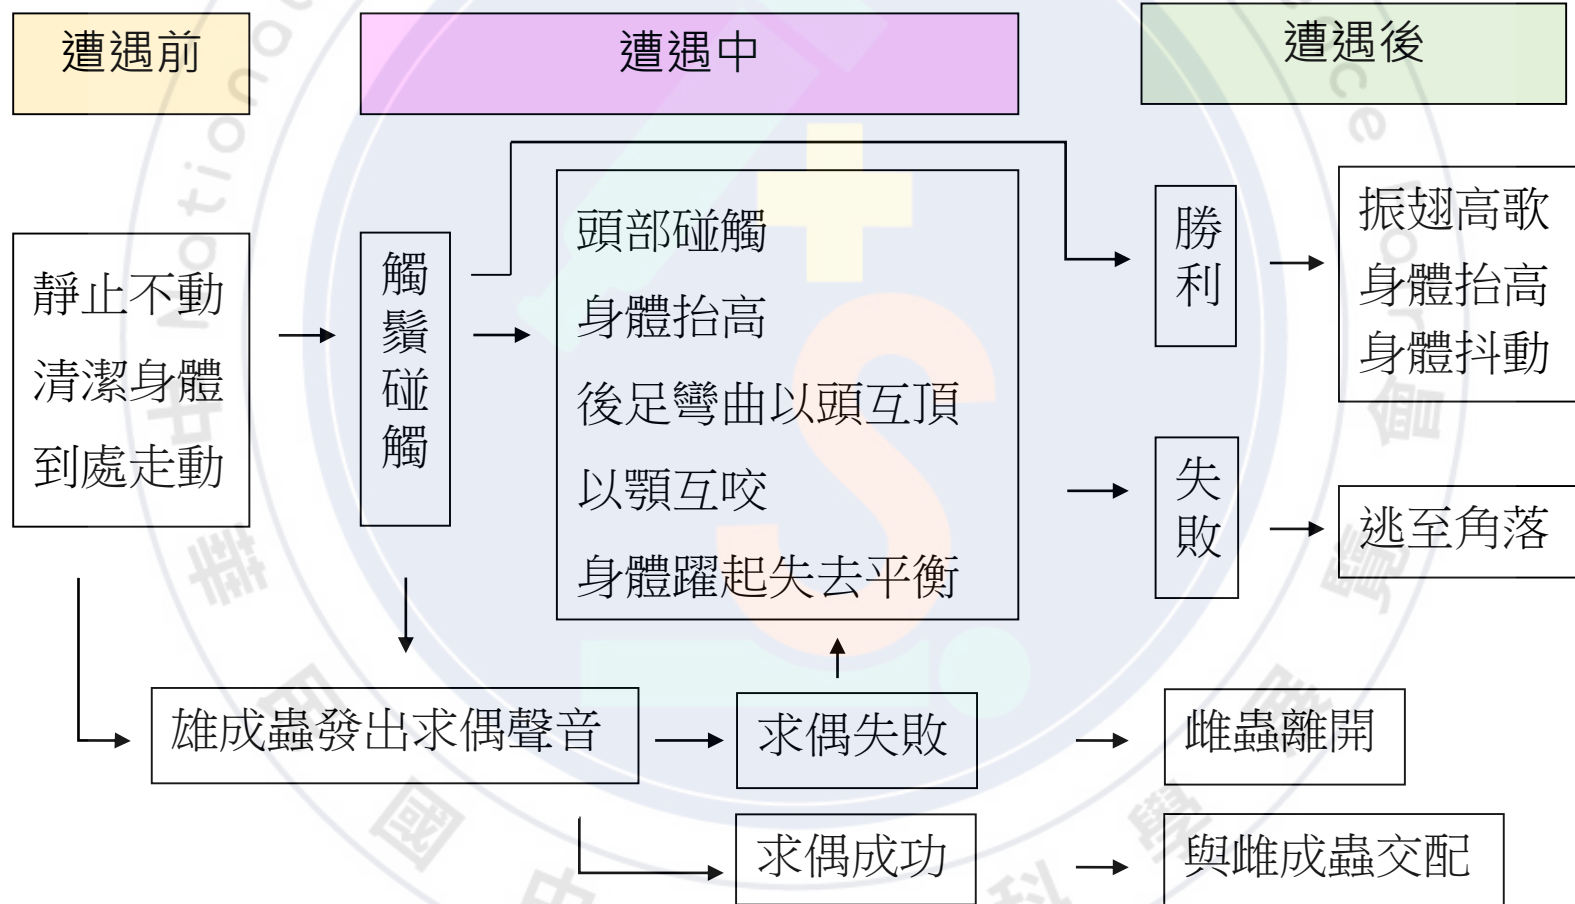 遭遇前
遭遇中
遭遇後
靜止不動
清潔身體
到處走動
觸鬚碰觸
頭部碰觸
身體抬高
後足彎曲以頭互頂
以顎互咬
身體躍起失去平衡
勝利
振翅高歌
身體抬高
身體抖動
失敗
逃至角落
雄成蟲發出求偶聲音
求偶失敗
雌蟲離開
求偶成功
與雌成蟲交配